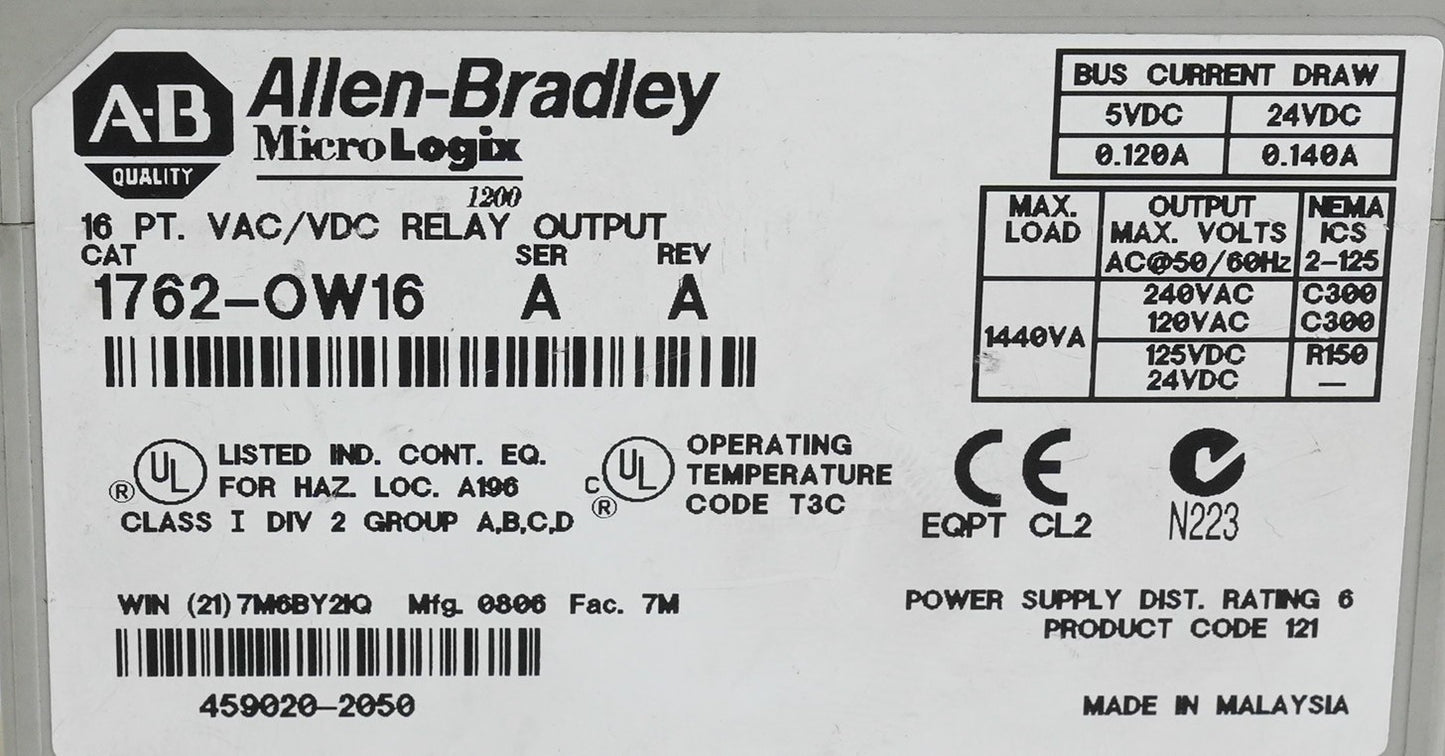 A·B
QUALITY
Allen-Bradley
MicroLogix
1200
16 PT. VAC/VDC RELAY OUTPUT
CAT SER REV
1762-OW16 A A
BUS CURRENT DRAW
5VDC 24VDC
0.120A 0.140A
MAX. LOAD
OUTPUT MAX. VOLTS AC@50/60Hz
NEMA ICS 2-125
1440VA
240VAC C300
120VAC C300
125VDC R150
24VDC —
UL ®
LISTED IND. CONT. EQ.
FOR HAZ. LOC. A196
CLASS I DIV 2 GROUP A,B,C,D
C UL ®
OPERATING
TEMPERATURE
CODE T3C
CE
EQPT CL2
N223
WIN (21) 7M6BY2KQ Mfg. 0806 Fac. 7M
459020-2050
POWER SUPPLY DIST. RATING 6
PRODUCT CODE 121
MADE IN MALAYSIA